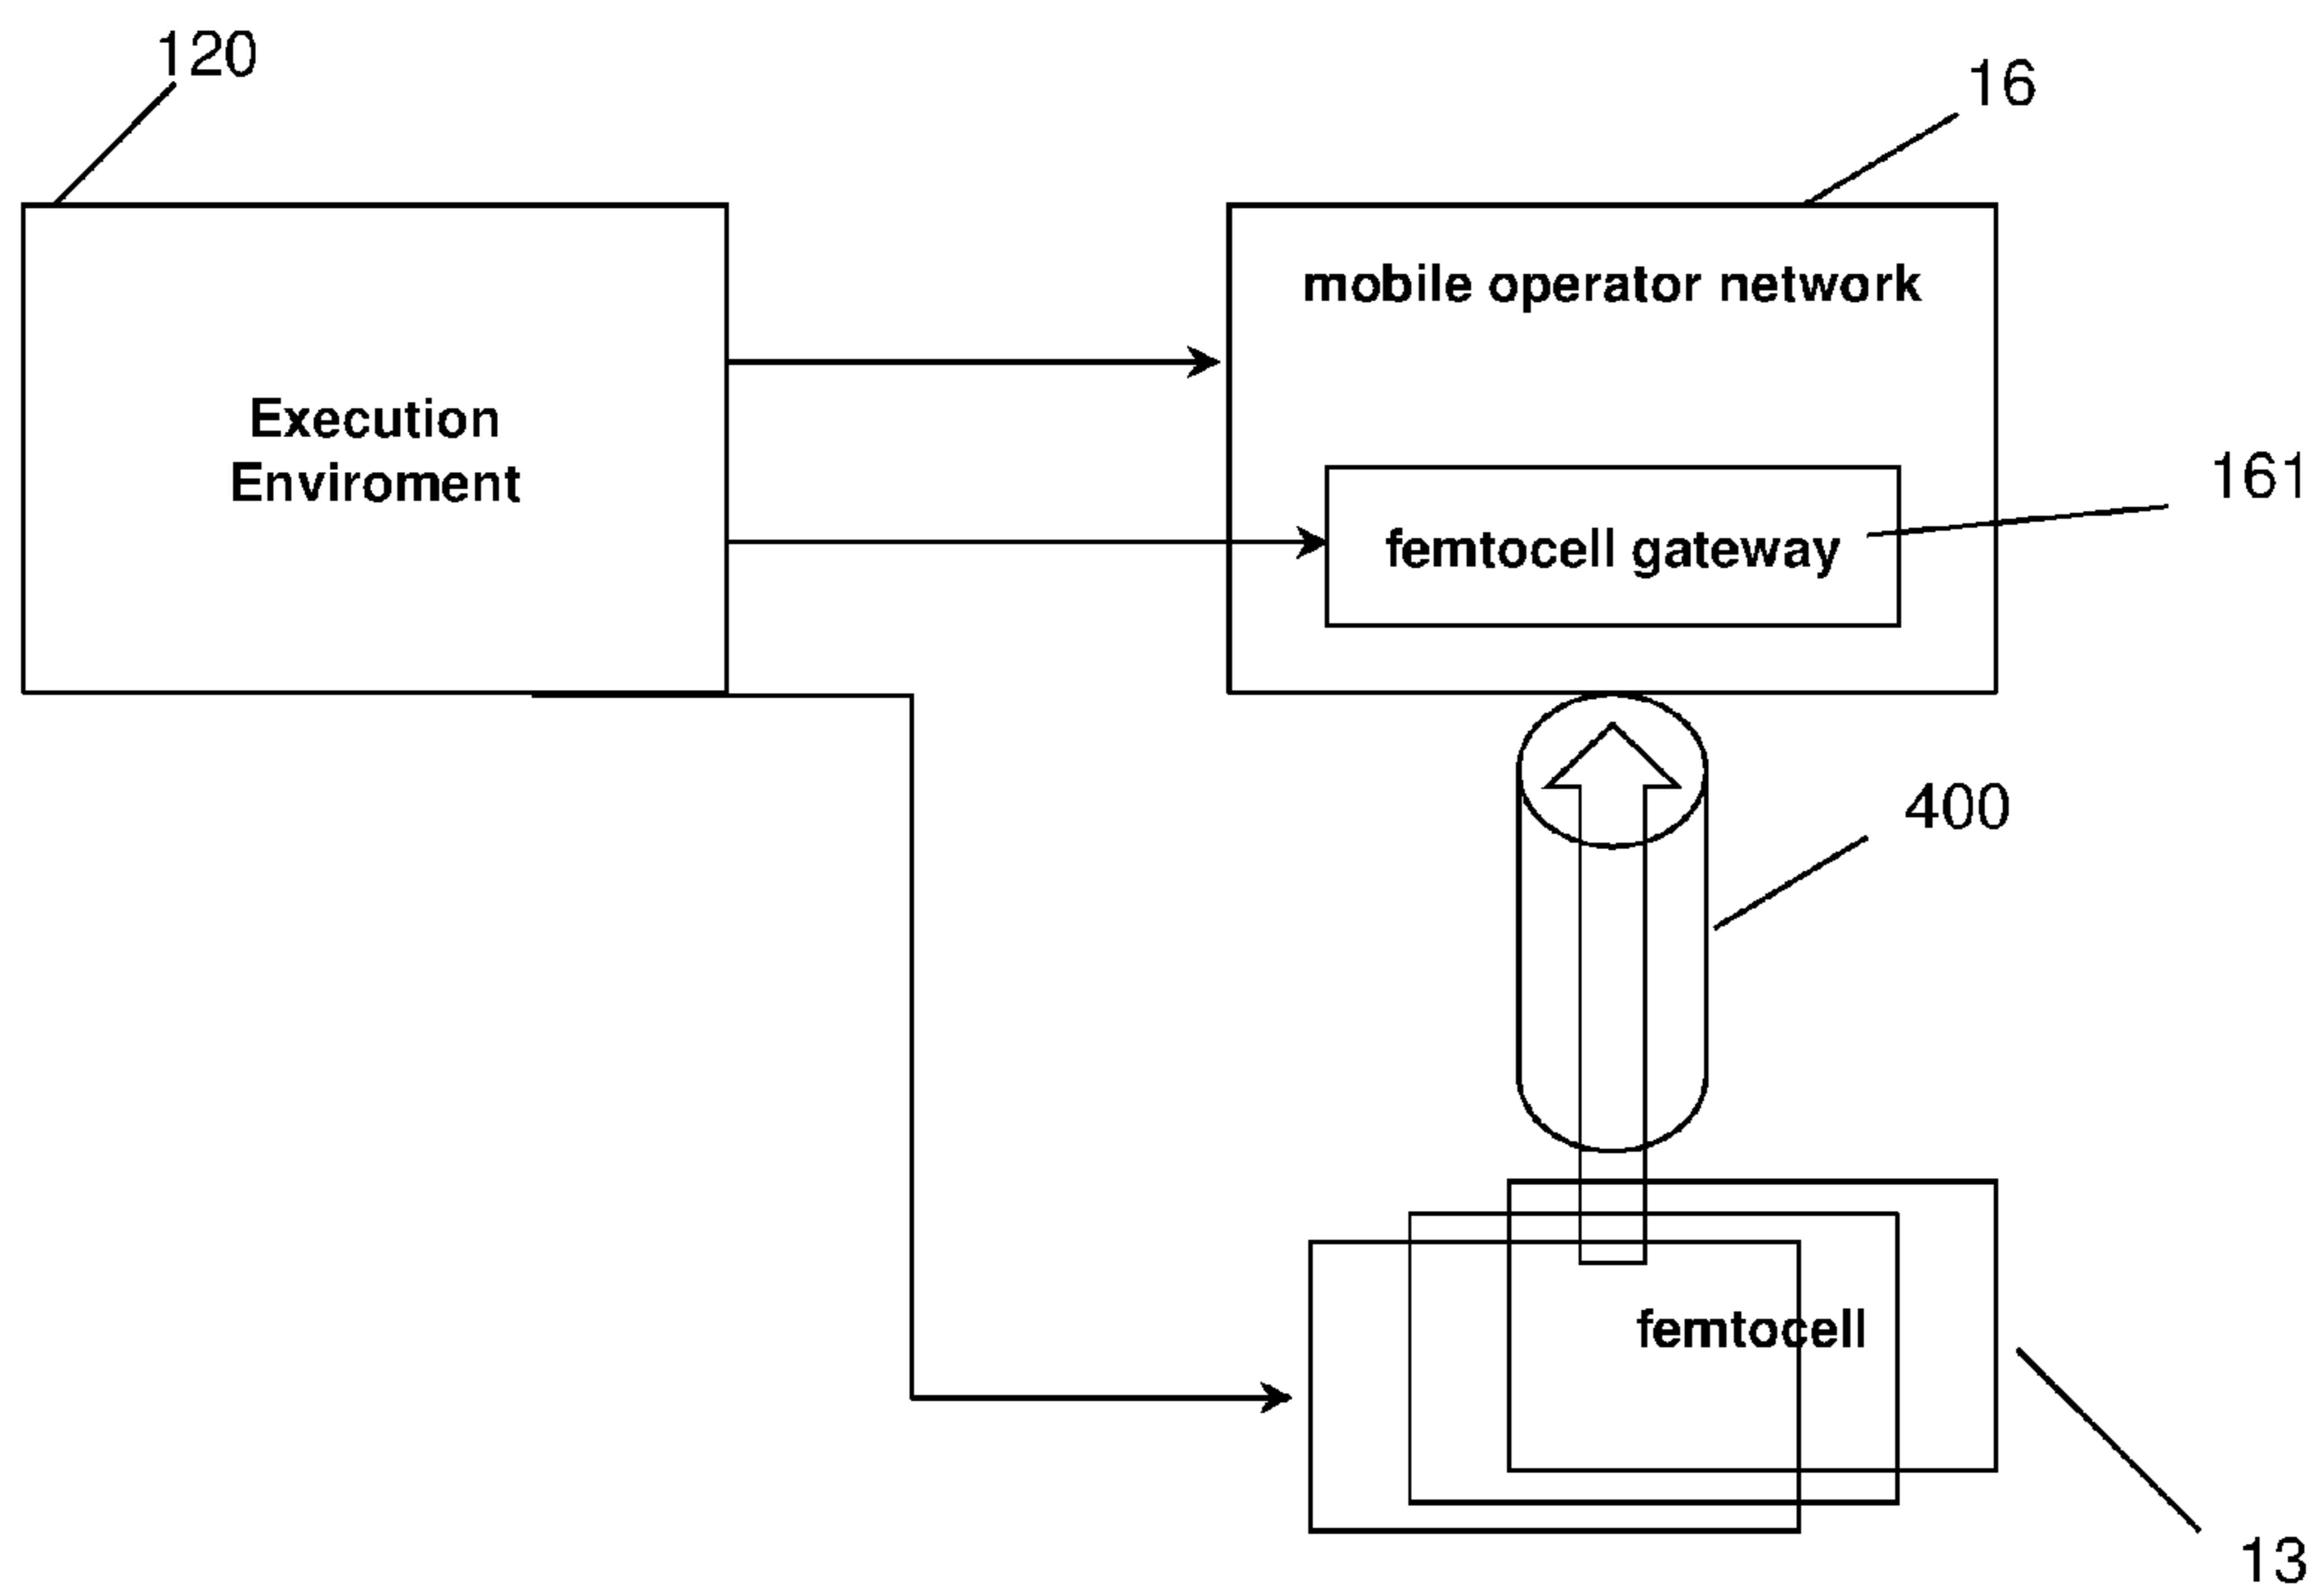 120
16
mobile operator network
Execution
Enviroment
161
femtocell gateway
400
femtocell
13